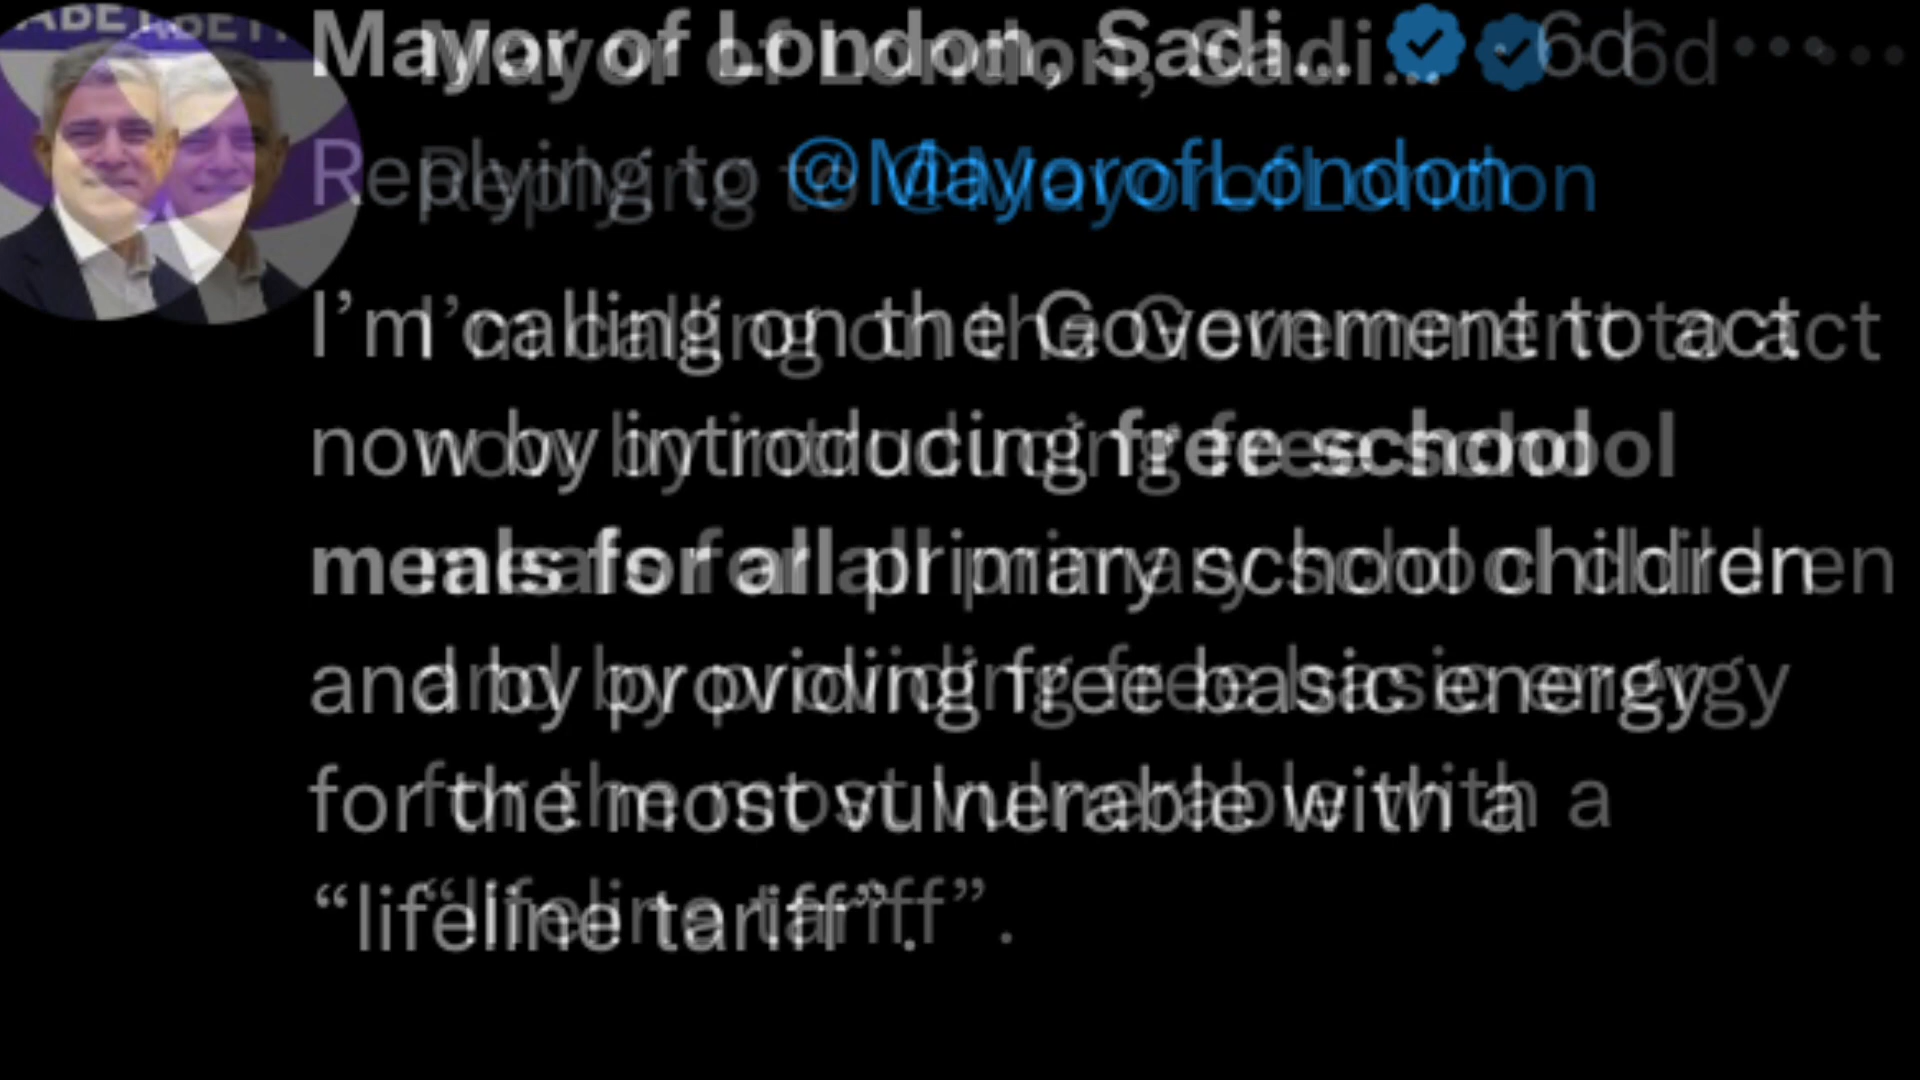 Mayor of London, Sadi... · 6d
Replying to @MayorofLondon
I’m calling on the Government to act
now by introducing free school
meals for all primary school children
and by providing free basic energy
for the most vulnerable with a
“lifeline tariff”.